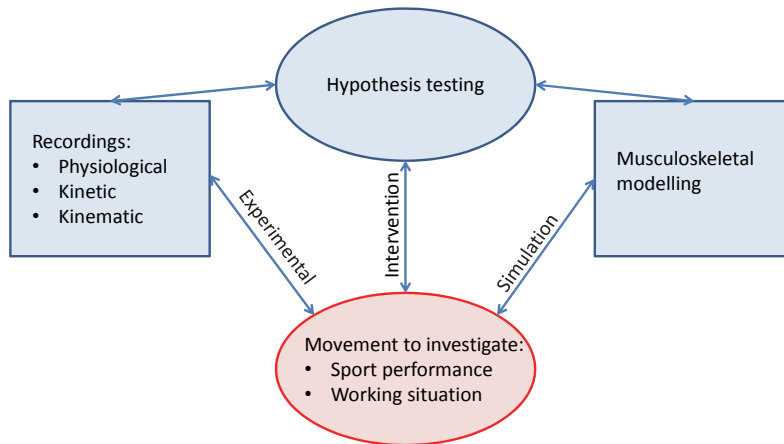 Hypothesis testing
Recordings:
• Physiological
• Kinetic
• Kinematic
Musculoskeletal
modelling
Experimental
Intervention
Simulation
Movement to investigate:
• Sport performance
• Working situation